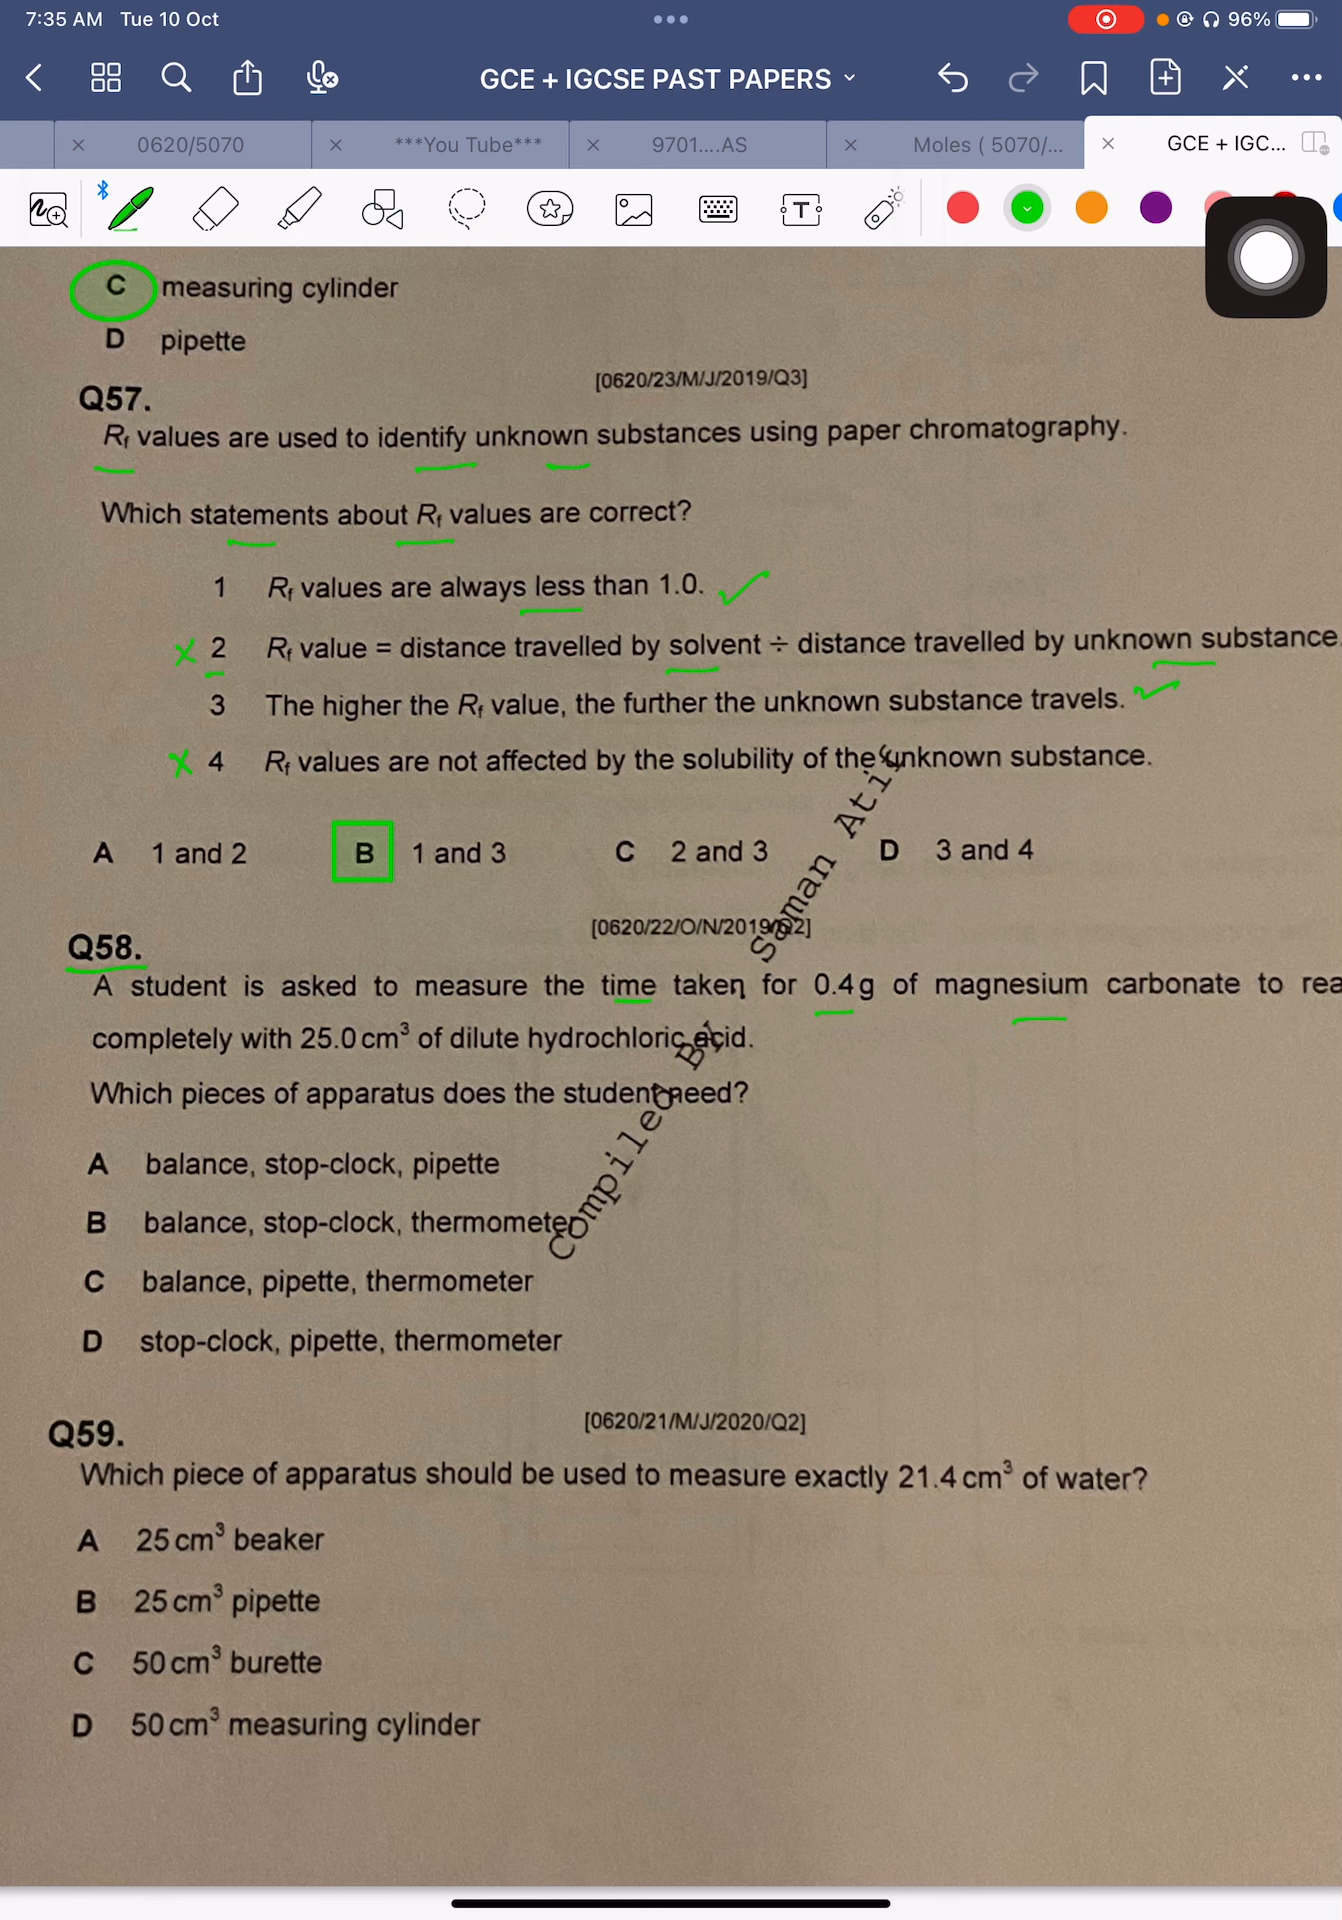 7:35 AM Tue 10 Oct
96%
GCE + IGCSE PAST PAPERS
0620/5070
***You Tube***
9701....AS
Moles ( 5070/...
GCE + IGC...
C measuring cylinder
D pipette
[0620/23/M/J/2019/Q3]
Q57.
Rf values are used to identify unknown substances using paper chromatography.
Which statements about Rf values are correct?
1 Rf values are always less than 1.0.
2 Rf value = distance travelled by solvent ÷ distance travelled by unknown substance.
3 The higher the Rf value, the further the unknown substance travels.
4 Rf values are not affected by the solubility of the unknown substance.
A 1 and 2 B 1 and 3 C 2 and 3 D 3 and 4
[0620/22/O/N/2019/Q2]
Q58.
A student is asked to measure the time taken for 0.4 g of magnesium carbonate to rea
completely with 25.0 cm³ of dilute hydrochloric acid.
Which pieces of apparatus does the student need?
A balance, stop-clock, pipette
B balance, stop-clock, thermometer
C balance, pipette, thermometer
D stop-clock, pipette, thermometer
Compiled By Saman Atif
[0620/21/M/J/2020/Q2]
Q59.
Which piece of apparatus should be used to measure exactly 21.4 cm³ of water?
A 25 cm³ beaker
B 25 cm³ pipette
C 50 cm³ burette
D 50 cm³ measuring cylinder